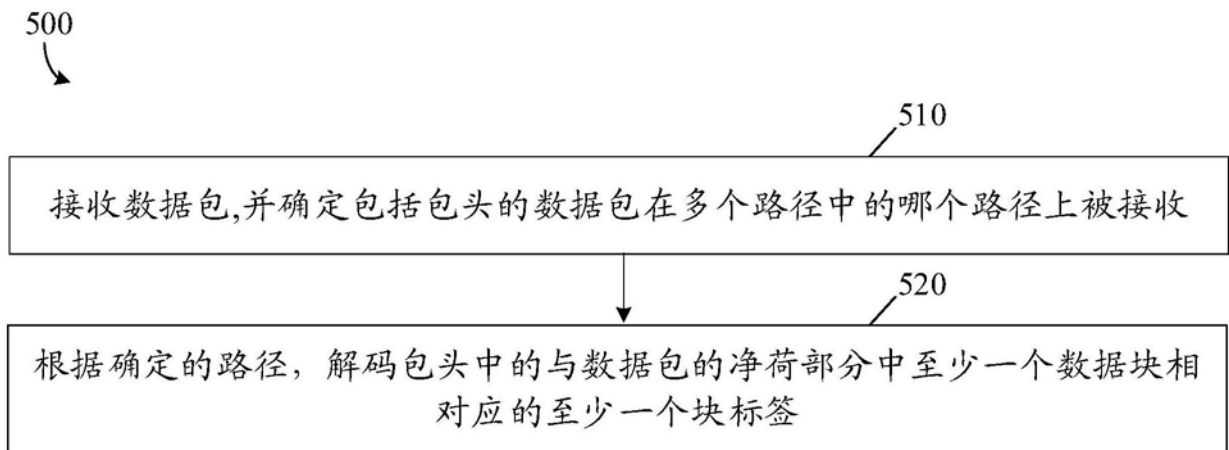 500
510
接收数据包,并确定包括包头的数据包在多个路径中的哪个路径上被接收
520
根据确定的路径，解码包头中的与数据包的净荷部分中至少一个数据块相
对应的至少一个块标签